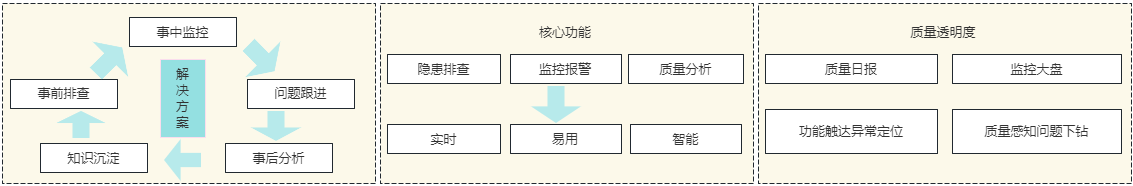 事中监控
解决方案
事前排查
问题跟进
知识沉淀
事后分析
核心功能
隐患排查
监控报警
质量分析
实时
易用
智能
质量透明度
质量日报
监控大盘
功能触达异常定位
质量感知问题下钻